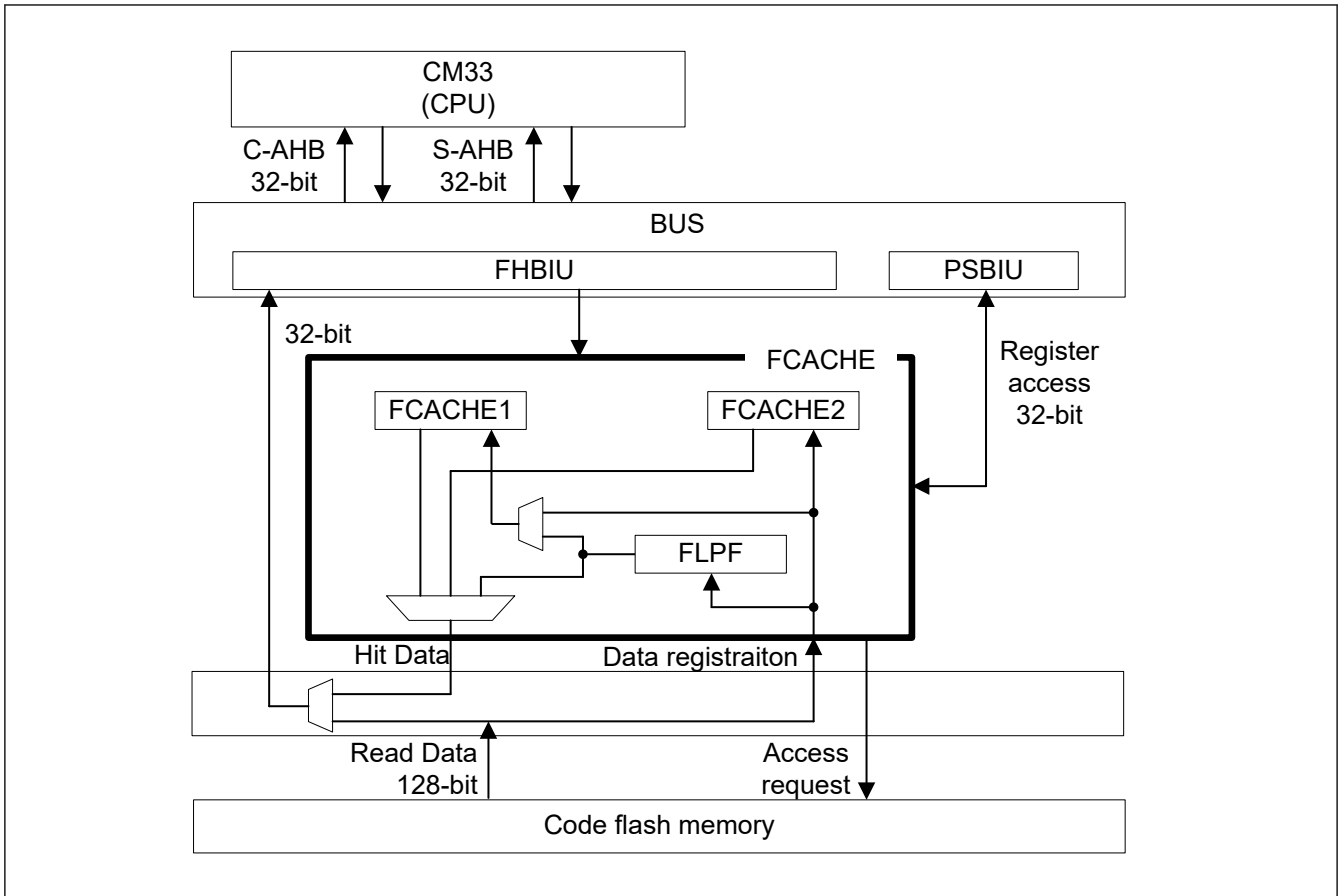 CM33
(CPU)
C-AHB
32-bit
S-AHB
32-bit
BUS
FHBIU
PSBIU
32-bit
Register
access
32-bit
FCACHE
FCACHE1
FCACHE2
FLPF
Hit Data
Data registraiton
Read Data
128-bit
Access
request
Code flash memory